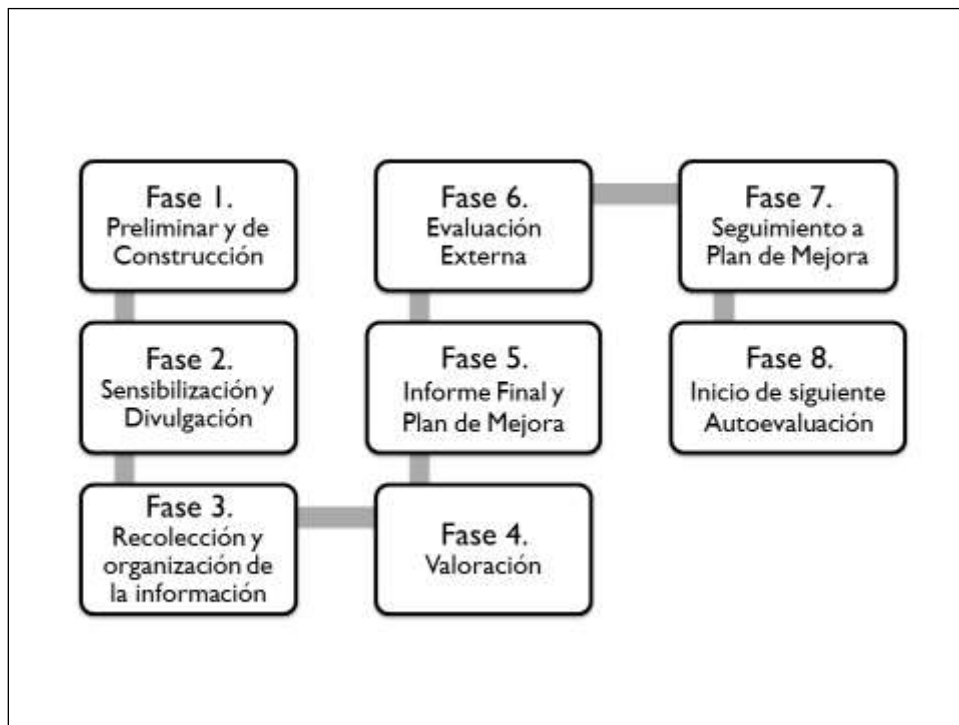 Fase 1.
Preliminar y de
Construcción
Fase 2.
Sensibilización y
Divulgación
Fase 3.
Recolección y
organización de
la información
Fase 4.
Valoración
Fase 5.
Informe Final y
Plan de Mejora
Fase 6.
Evaluación
Externa
Fase 7.
Seguimiento a
Plan de Mejora
Fase 8.
Inicio de siguiente
Autoevaluación